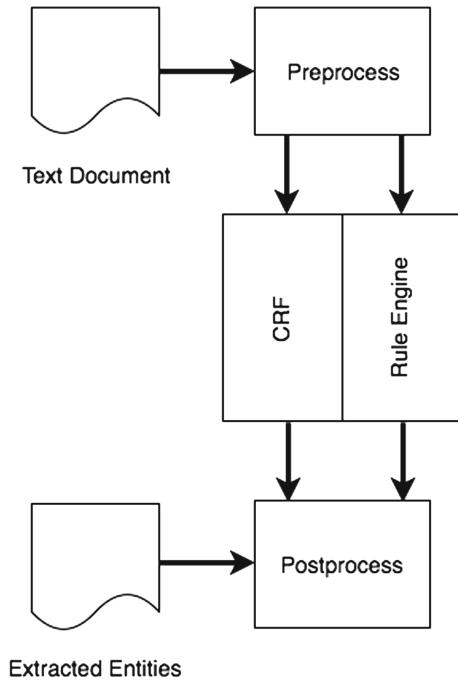 Preprocess
Text Document
CRF
Rule Engine
Postprocess
Extracted Entities